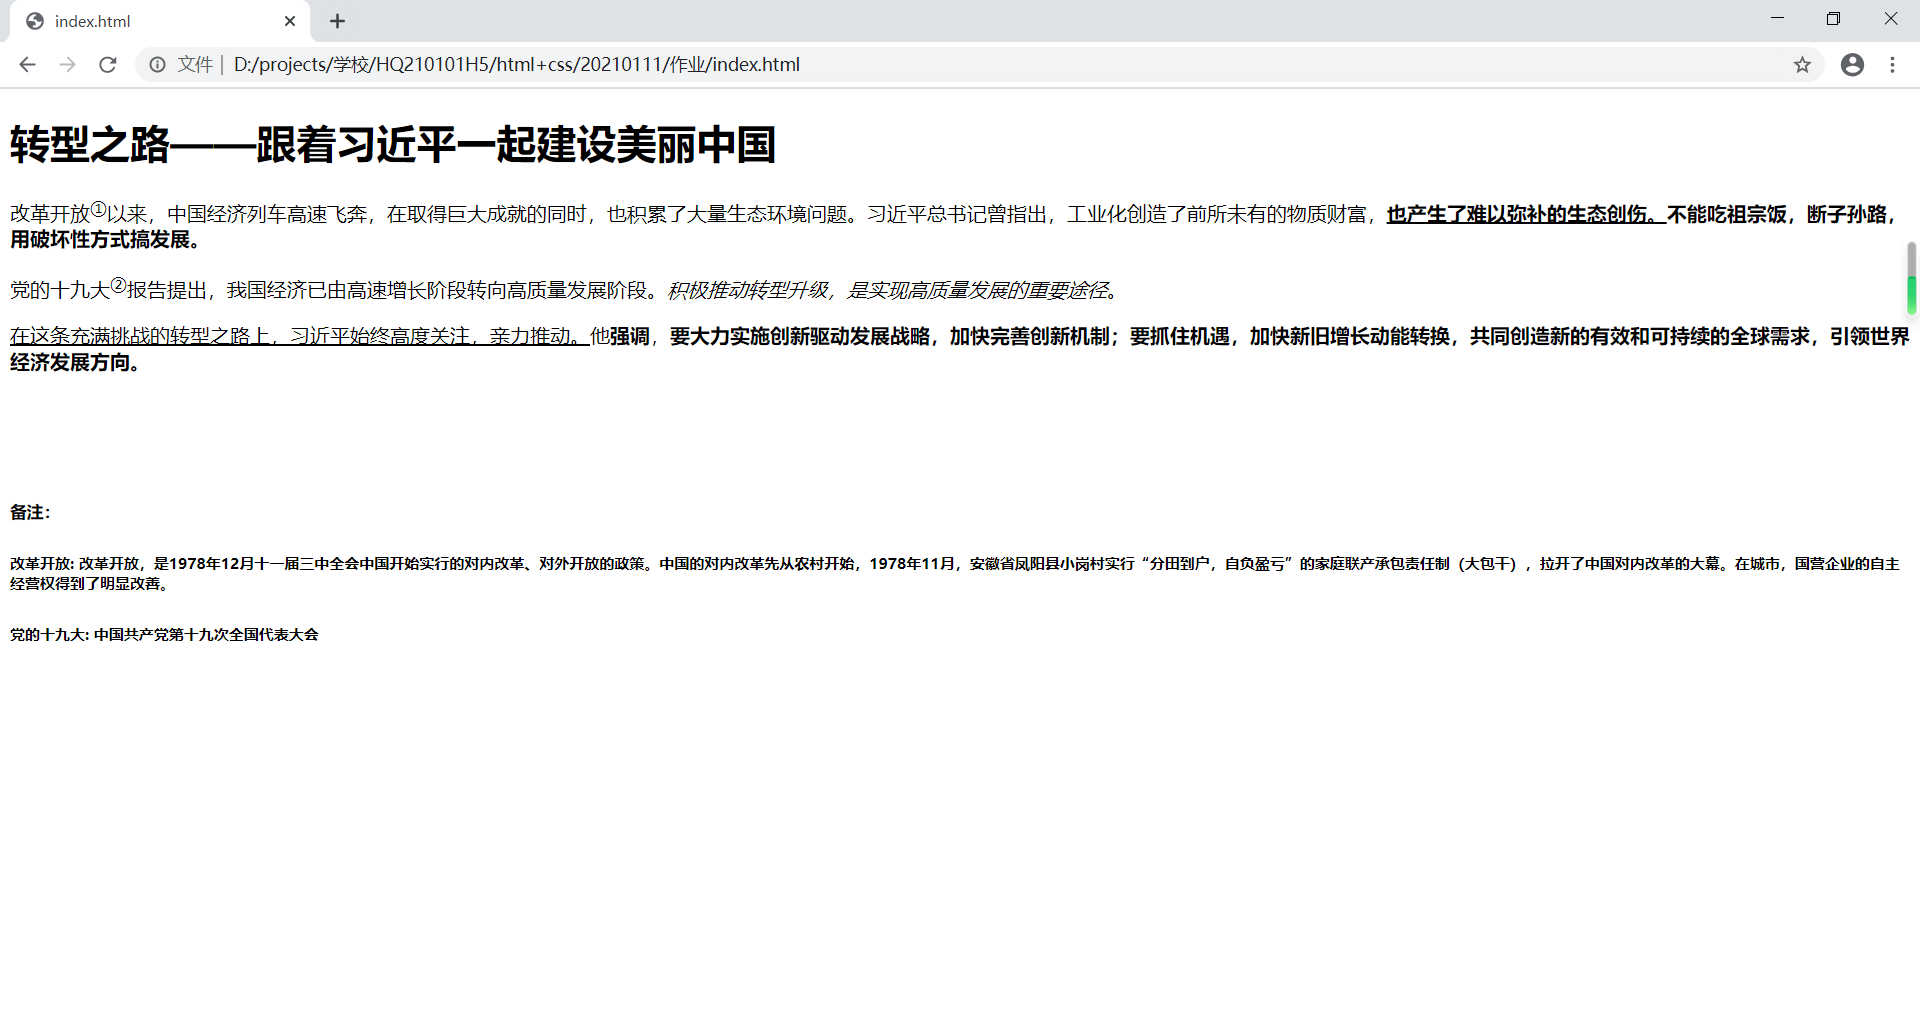 index.html
文件 | D:/projects/学校/HQ210101H5/html+css/20210111/作业/index.html
转型之路——跟着习近平一起建设美丽中国
改革开放①以来，中国经济列车高速飞奔，在取得巨大成就的同时，也积累了大量生态环境问题。习近平总书记曾指出，工业化创造了前所未有的物质财富，也产生了难以弥补的生态创伤。不能吃祖宗饭，断子孙路，
用破坏性方式搞发展。
党的十九大②报告提出，我国经济已由高速增长阶段转向高质量发展阶段。积极推动转型升级，是实现高质量发展的重要途径。
在这条充满挑战的转型之路上，习近平始终高度关注，亲力推动。他强调，要大力实施创新驱动发展战略，加快完善创新机制；要抓住机遇，加快新旧增长动能转换，共同创造新的有效和可持续的全球需求，引领世界
经济发展方向。
备注：
改革开放: 改革开放，是1978年12月十一届三中全会中国开始实行的对内改革、对外开放的政策。中国的对内改革先从农村开始，1978年11月，安徽省凤阳县小岗村实行“分田到户，自负盈亏”的家庭联产承包责任制（大包干），拉开了中国对内改革的大幕。在城市，国营企业的自主
经营权得到了明显改善。
党的十九大: 中国共产党第十九次全国代表大会